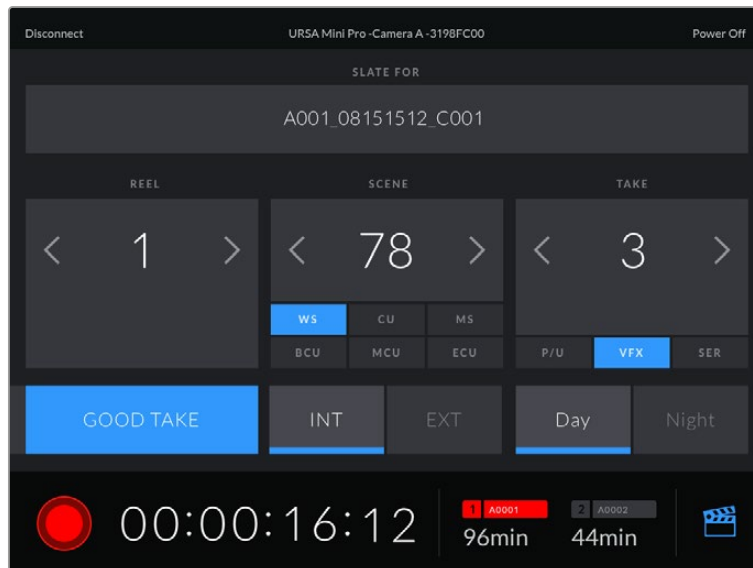 Disconnect URSA Mini Pro -Camera A -3198FC00 Power Off
SLATE FOR
A001_08151512_C001
REEL SCENE TAKE
1 78 3
WS CU MS
BCU MCU ECU P/U VFX SER
GOOD TAKE INT EXT Day Night
00:00:16:12 1 A0001 2 A0002
96min 44min